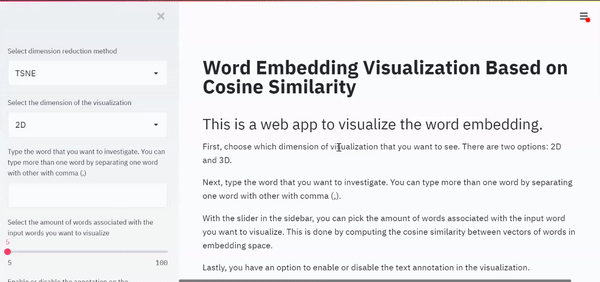 Select dimension reduction method
TSNE
Select the dimension of the visualization
2D
Type the word that you want to investigate. You can
type more than one word by separating one word
with other with comma (,)
Select the amount of words associated with the
input words you want to visualize
5
5 100
Enable or disable the annotation on the
Word Embedding Visualization Based on
Cosine Similarity
This is a web app to visualize the word embedding.
First, choose which dimension of visualization that you want to see. There are two options: 2D
and 3D.
Next, type the word that you want to investigate. You can type more than one word by separating
one word with other with comma (,).
With the slider in the sidebar, you can pick the amount of words associated with the input word
you want to visualize. This is done by computing the cosine similarity between vectors of words in
embedding space.
Lastly, you have an option to enable or disable the text annotation in the visualization.